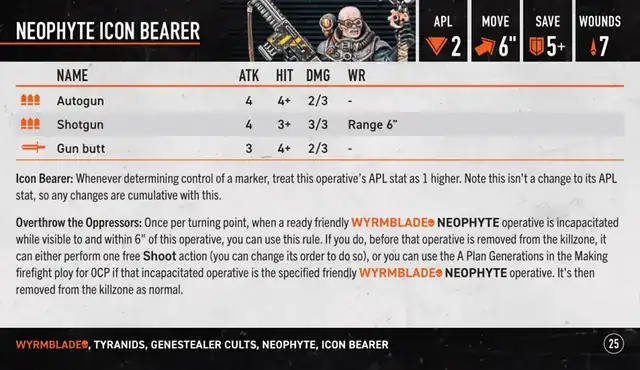 NEOPHYTE ICON BEARER
APL
2
MOVE
6"
SAVE
5+
WOUNDS
7
NAME ATK HIT DMG WR
Autogun 4 4+ 2/3 -
Shotgun 4 3+ 3/3 Range 6"
Gun butt 3 4+ 2/3 -
Icon Bearer: Whenever determining control of a marker, treat this operative's APL stat as 1 higher. Note this isn't a change to its APL
stat, so any changes are cumulative with this.
Overthrow the Oppressors: Once per turning point, when a ready friendly WYRMBLADE NEOPHYTE operative is incapacitated
while visible to and within 6" of this operative, you can use this rule. If you do, before that operative is removed from the killzone, it
can either perform one free Shoot action (you can change its order to do so), or you can use the A Plan Generations in the Making
firefight ploy for 0CP if that incapacitated operative is the specified friendly WYRMBLADE NEOPHYTE operative. It's then
removed from the killzone as normal.
WYRMBLADE, TYRANIDS, GENESTEALER CULTS, NEOPHYTE, ICON BEARER
25